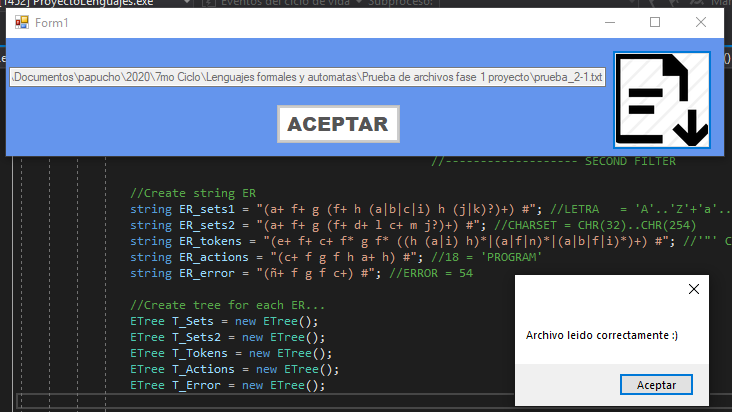 [1452] ProyectoLenguajes.exe
Eventos del ciclo de vida
Subproceso:
Form1
\Documentos\papucho\2020\7mo Ciclo\Lenguajes formales y automatas\Prueba de archivos fase 1 proyecto\prueba_2-1.txt
ACEPTAR
//------------------- SECOND FILTER
//Create string ER
string ER_sets1 = "(a+ f+ g (f+ h (a|b|c|i) h (j|k)?)+) #"; //LETRA   = 'A'..'Z'+'a'..
string ER_sets2 = "(a+ f+ g (f+ d+ l c+ m j?)+) #"; //CHARSET = CHR(32)..CHR(254)
string ER_tokens = "(e+ f+ c+ f* g f* ((h (a|i) h)*|(a|f|n)*|(a|b|f|i)*)+) #"; //'"' C
string ER_actions = "(c+ f g f h a+ h) #"; //18 = 'PROGRAM'
string ER_error = "(ñ+ f g f c+) #"; //ERROR = 54
//Create tree for each ER...
ETree T_Sets = new ETree();
ETree T_Sets2 = new ETree();
ETree T_Tokens = new ETree();
ETree T_Actions = new ETree();
ETree T_Error = new ETree();
Archivo leido correctamente :)
Aceptar